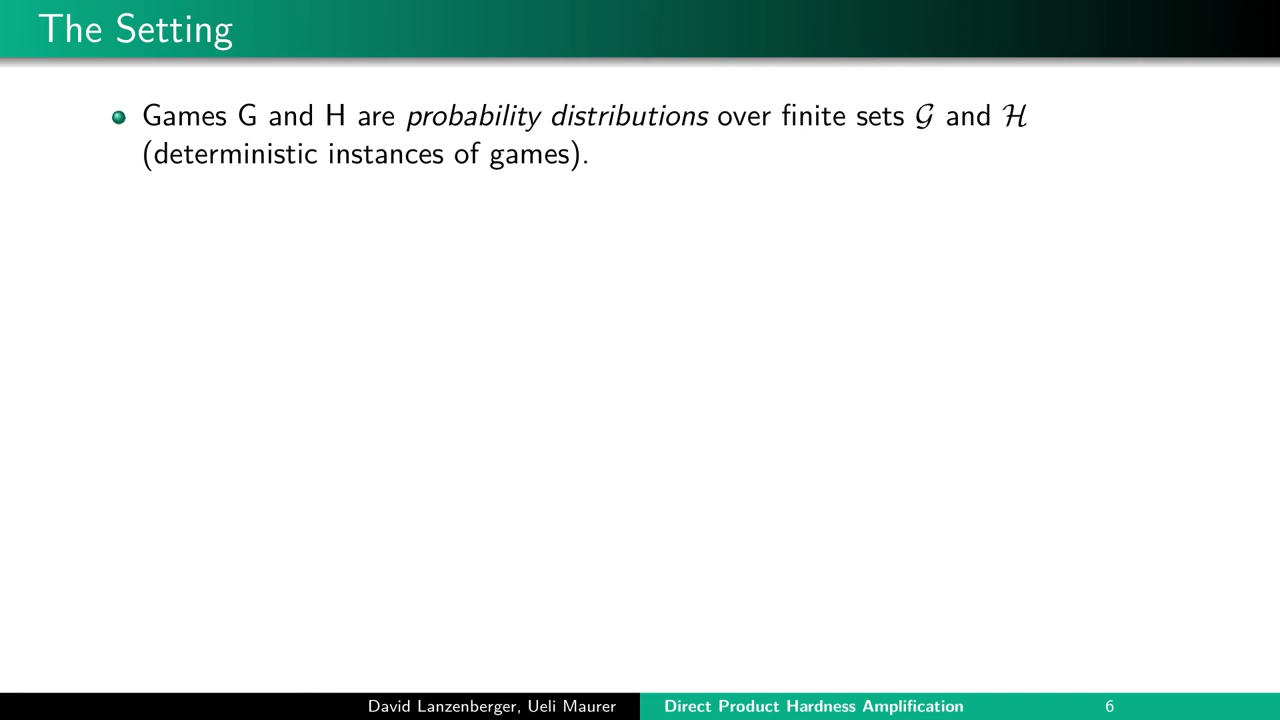 The Setting
Games G and H are probability distributions over finite sets 𝒢 and ℋ
(deterministic instances of games).
David Lanzenberger, Ueli Maurer
Direct Product Hardness Amplification
6